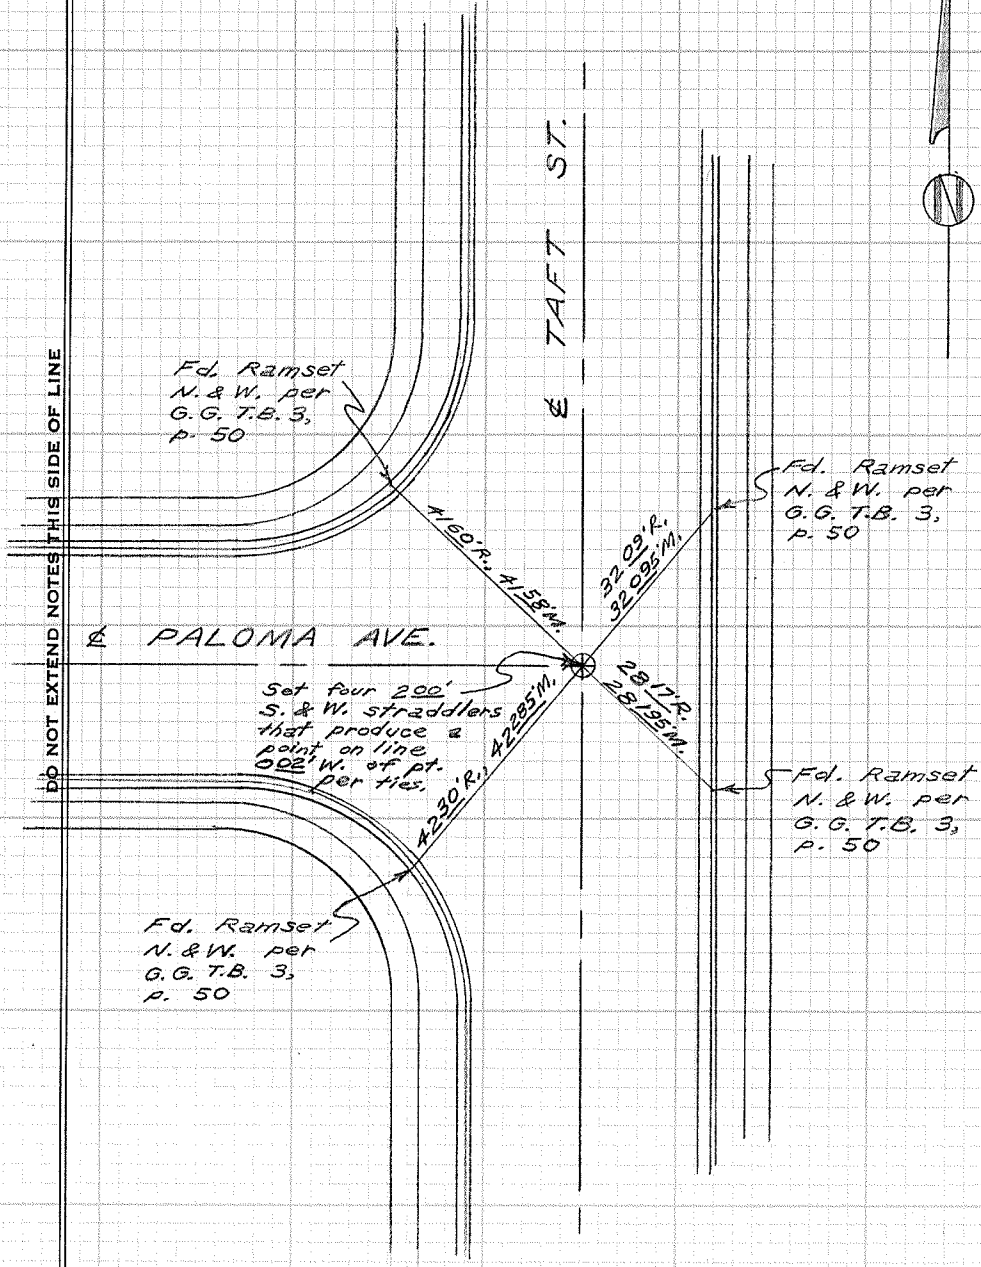 N
℄ TAFT ST.
DO NOT EXTEND NOTES THIS SIDE OF LINE
Fd. Ramset
N. & W. per
G.G. T.B. 3,
p. 50
Fd. Ramset
N. & W. per
G.G. T.B. 3,
p. 50
41 60' R., 41 58' M.
32 09' R.
32 095' M.
℄ PALOMA AVE.
Set four 2 00'
S. & W. straddlers
that produce a
point on line
0 02' W. of pt.
per ties.
28 17' R.
28 195' M.
42 30' R., 42 285' M.
Fd. Ramset
N. & W. per
G.G. T.B. 3,
p. 50
Fd. Ramset
N. & W. per
G.G. T.B. 3,
p. 50